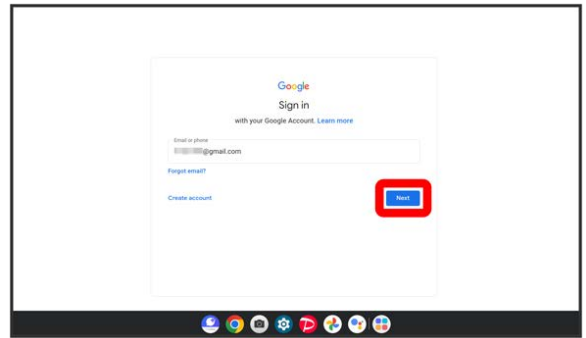 Google
Sign in
with your Google Account. Learn more
Email or phone
@gmail.com
Forgot email?
Create account
Next